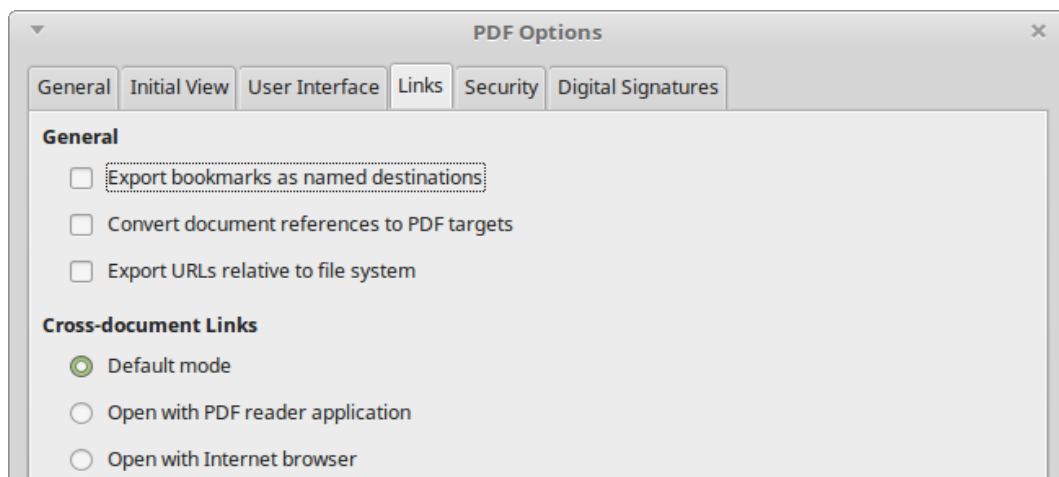 PDF Options
General Initial View User Interface Links Security Digital Signatures
General
Export bookmarks as named destinations
Convert document references to PDF targets
Export URLs relative to file system
Cross-document Links
Default mode
Open with PDF reader application
Open with Internet browser